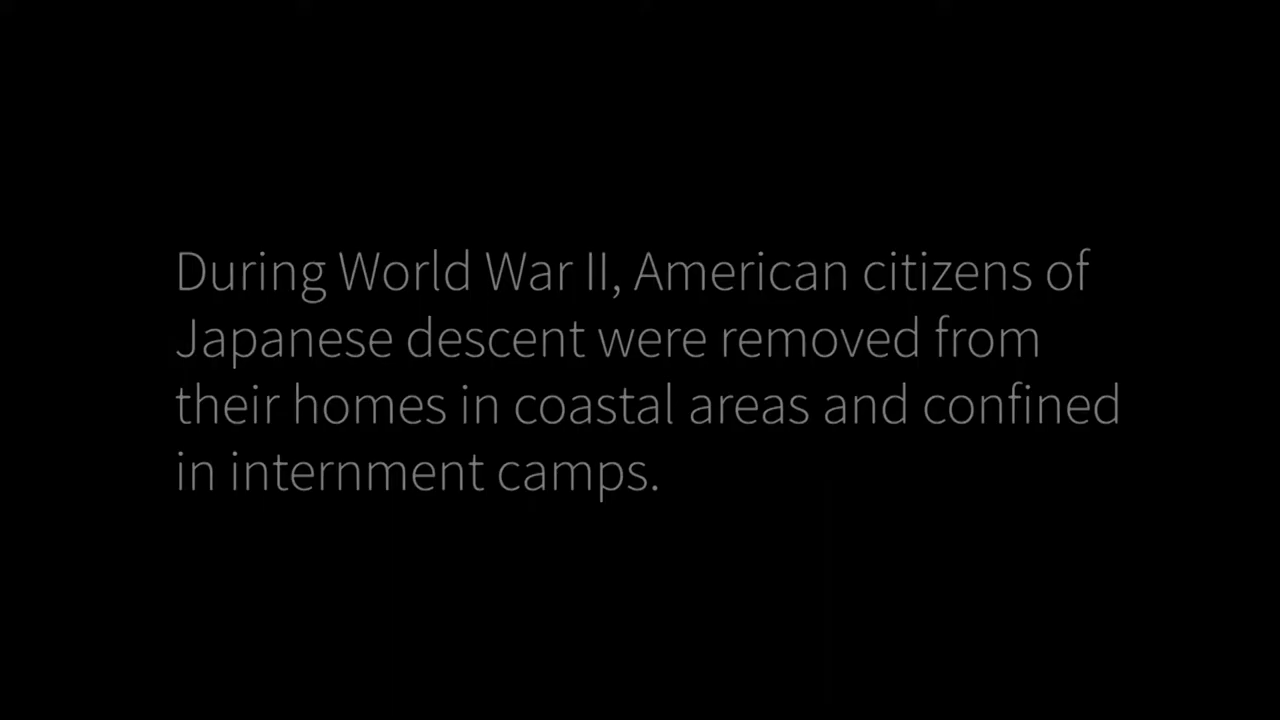 During World War II, American citizens of
Japanese descent were removed from
their homes in coastal areas and confined
in internment camps.